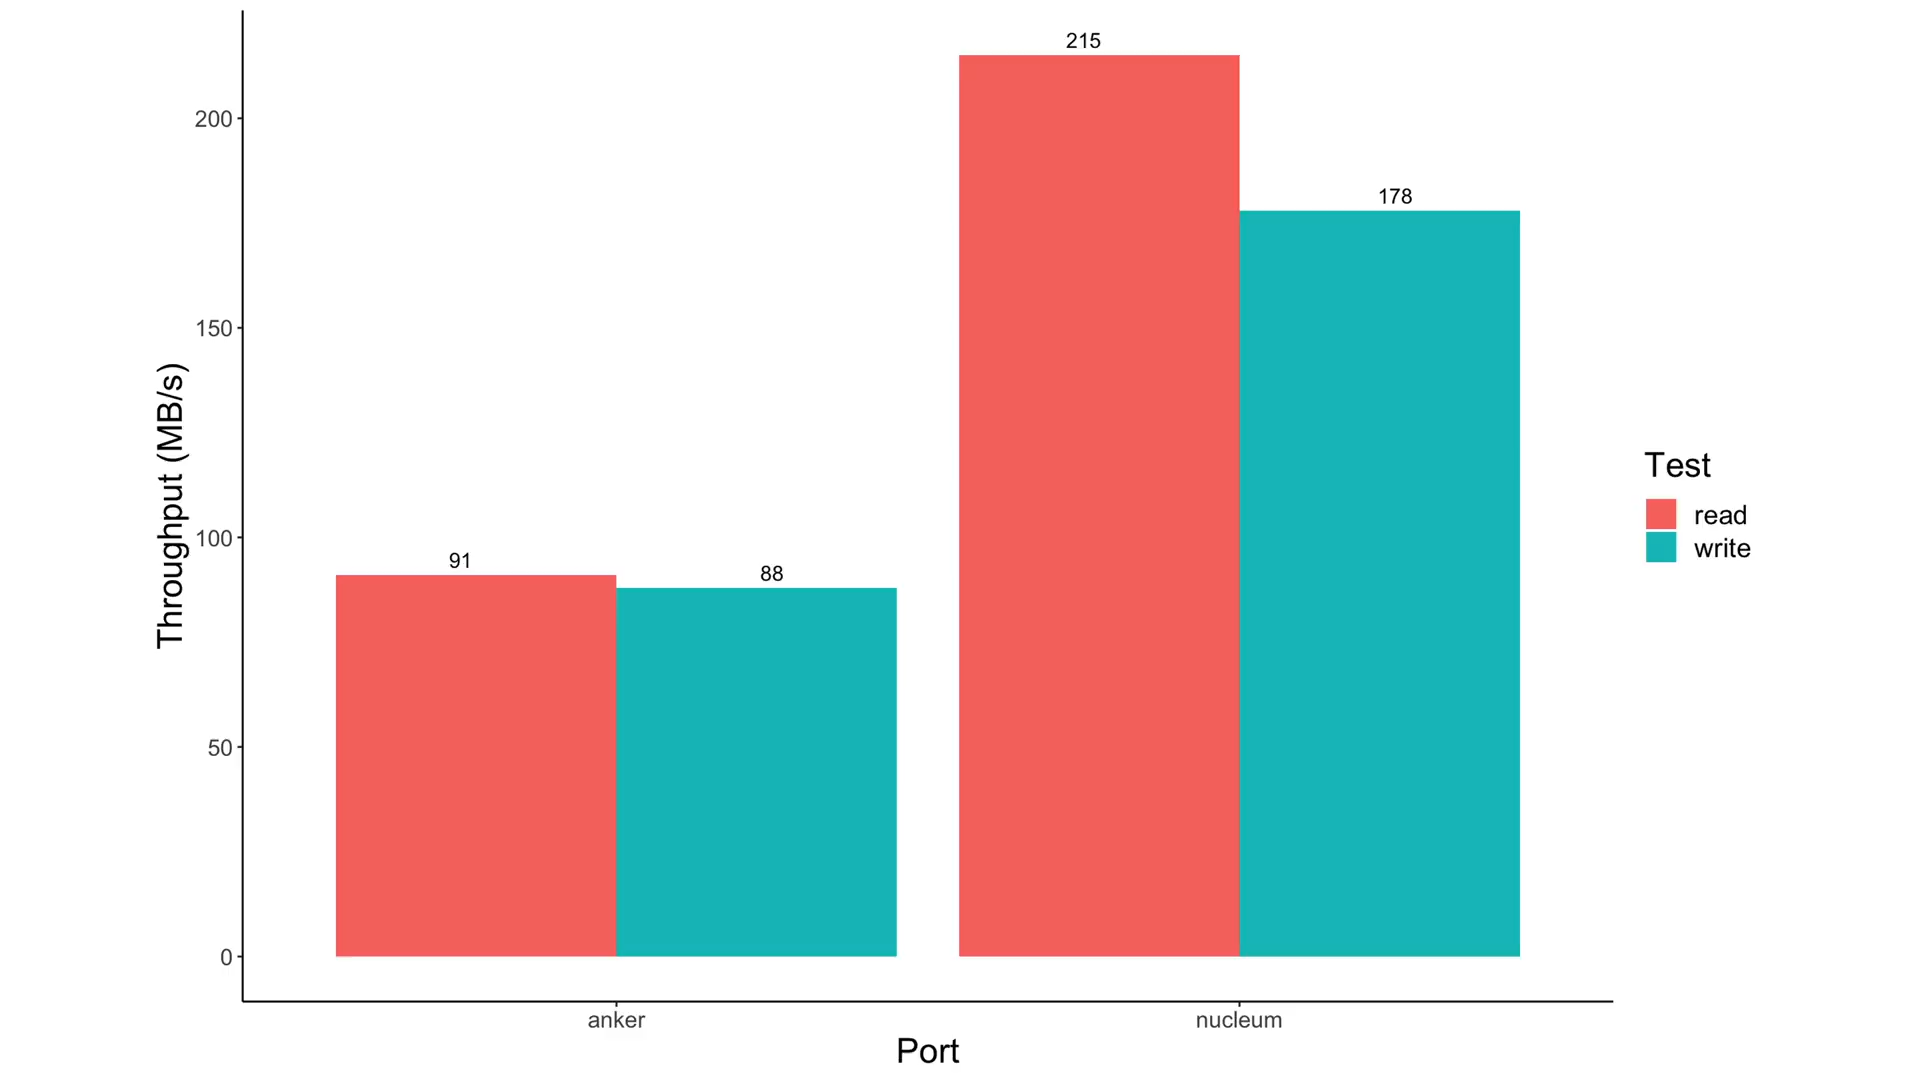 215
200
178
150
Throughput (MB/s)
100
91
88
50
0
anker
nucleum
Port
Test
read
write